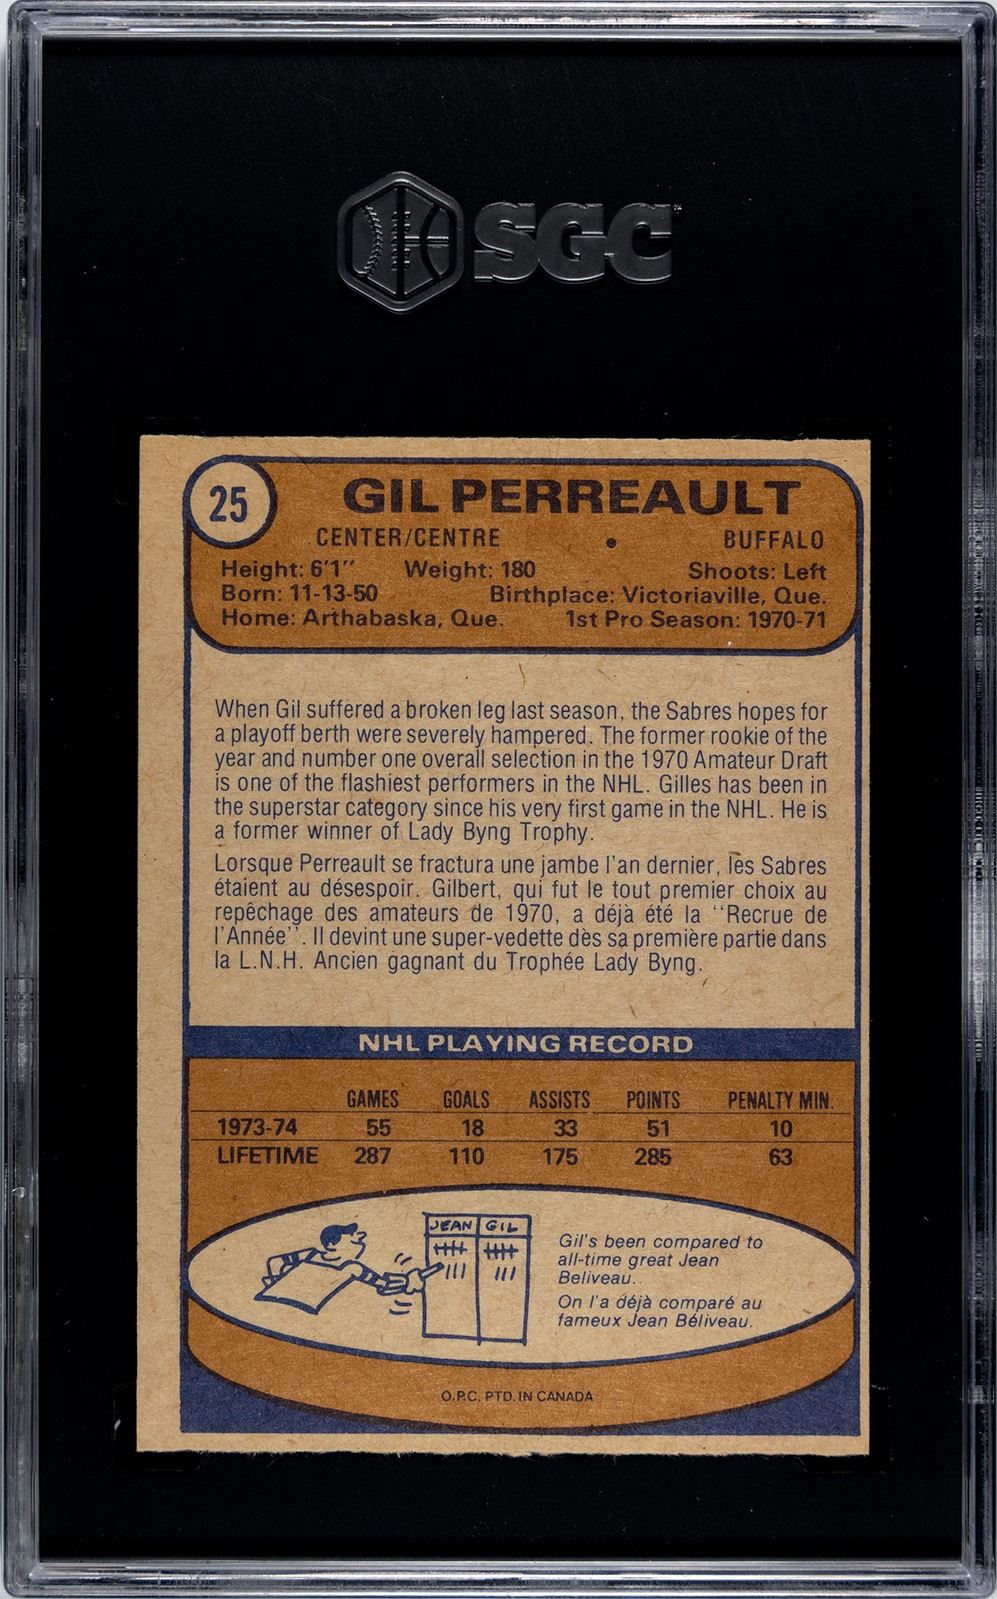 SGC
25
GIL PERREAULT
CENTER/CENTRE • BUFFALO
Height: 6'1" Weight: 180 Shoots: Left
Born: 11-13-50 Birthplace: Victoriaville, Que.
Home: Arthabaska, Que. 1st Pro Season: 1970-71
When Gil suffered a broken leg last season, the Sabres hopes for
a playoff berth were severely hampered. The former rookie of the
year and number one overall selection in the 1970 Amateur Draft
is one of the flashiest performers in the NHL. Gilles has been in
the superstar category since his very first game in the NHL. He is
a former winner of Lady Byng Trophy.
Lorsque Perreault se fractura une jambe l'an dernier, les Sabres
étaient au désespoir. Gilbert, qui fut le tout premier choix au
repêchage des amateurs de 1970, a déjà été la "Recrue de
l'Année". Il devint une super-vedette dès sa première partie dans
la L.N.H. Ancien gagnant du Trophée Lady Byng.
NHL PLAYING RECORD
GAMES GOALS ASSISTS POINTS PENALTY MIN.
1973-74 55 18 33 51 10
LIFETIME 287 110 175 285 63
JEAN GIL
Gil's been compared to
all-time great Jean
Beliveau.
On l'a déjà comparé au
fameux Jean Béliveau.
O.P.C. PTD. IN CANADA